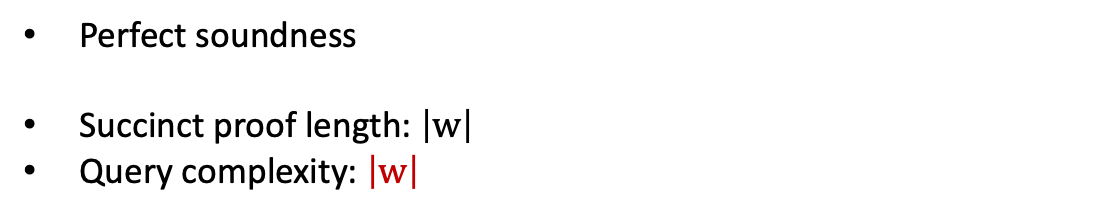 • Perfect soundness
• Succinct proof length: |w|
• Query complexity: |w|